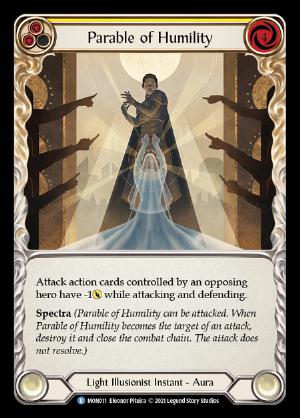 Parable of Humility
4
Attack action cards controlled by an opposing
hero have -1 while attacking and defending.
Spectra (Parable of Humility can be attacked. When
Parable of Humility becomes the target of an attack,
destroy it and close the combat chain. The attack does
not resolve.)
Light Illusionist Instant - Aura
MON011 Eleonor Piteira © 2021 Legend Story Studios